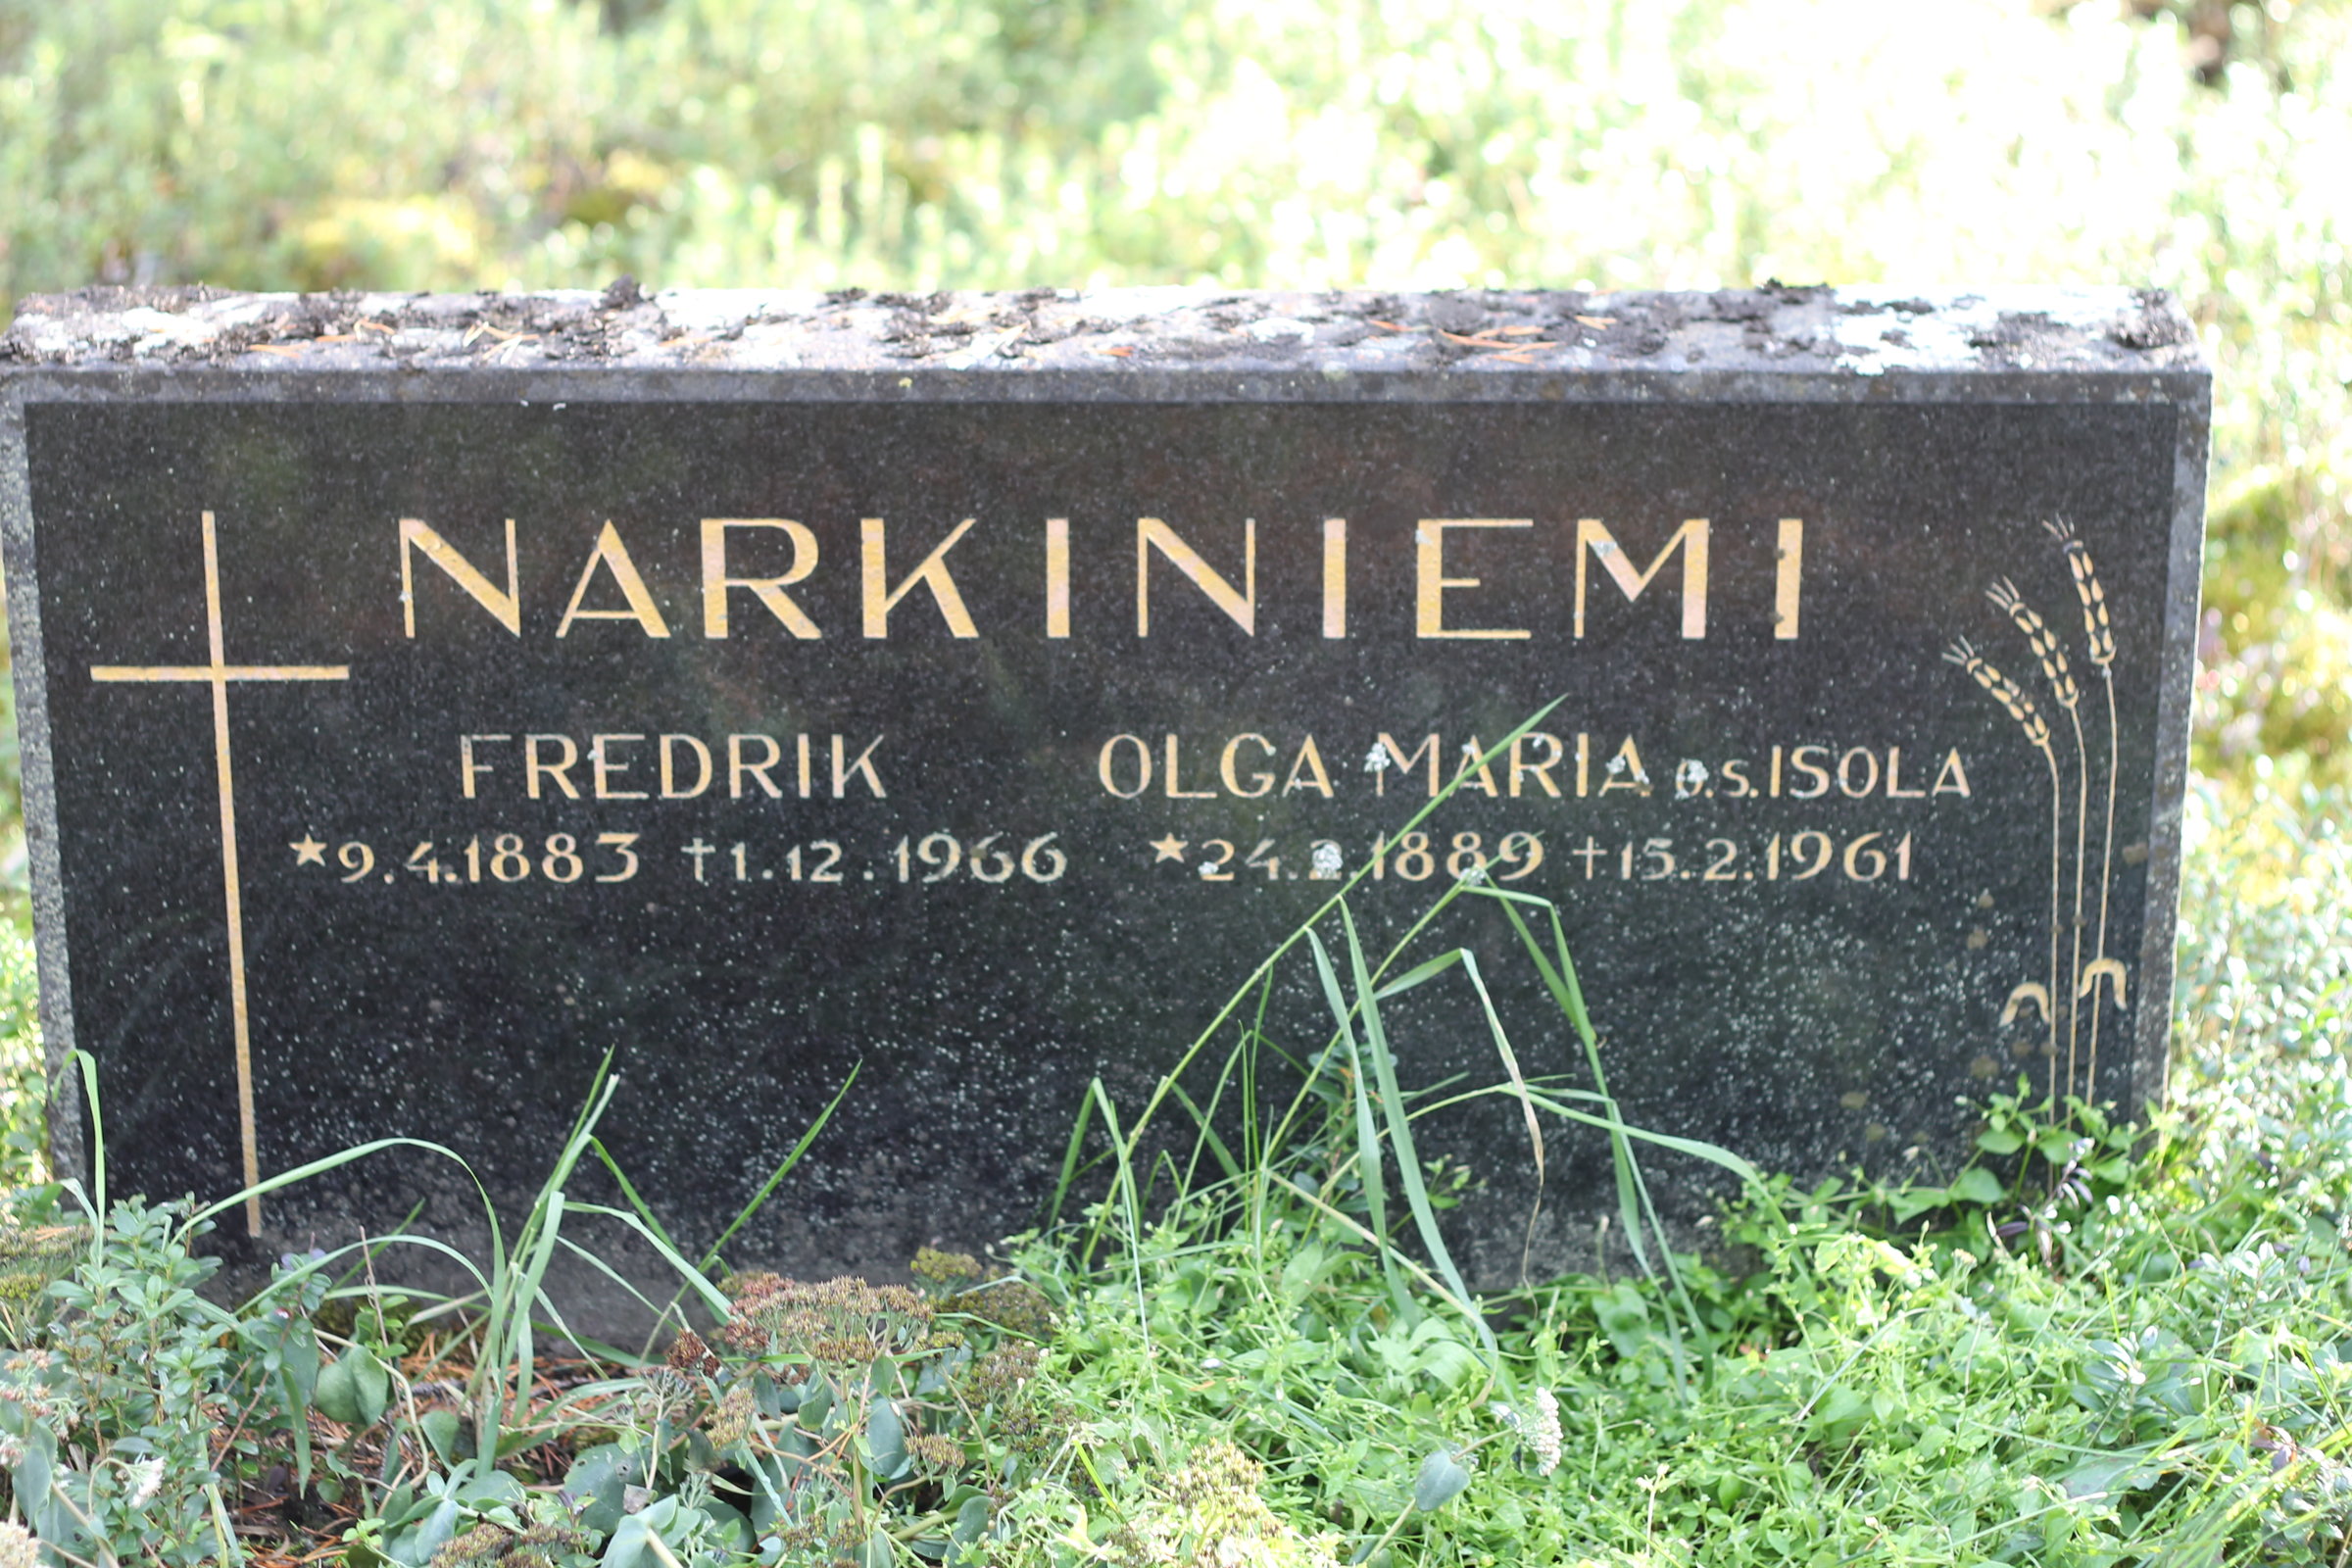 NARKINIEMI
FREDRIK OLGA MARIA O.S. ISOLA
★9.4.1883 †1.12.1966 ★24.2.1889 †15.2.1961